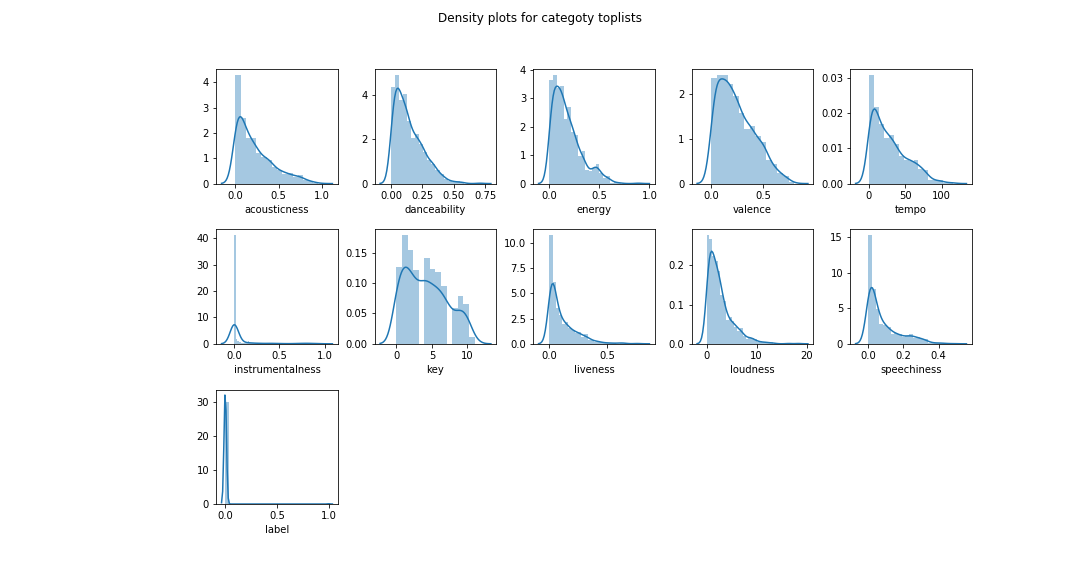 Density plots for categoty toplists
4
3
2
1
0
0.0 0.5 1.0
acousticness
4
2
0
0.00 0.25 0.50 0.75
danceability
4
3
2
1
0
0.0 0.5 1.0
energy
2
1
0
0.0 0.5
valence
0.03
0.02
0.01
0.00
0 50 100
tempo
40
30
20
10
0
0.0 0.5 1.0
instrumentalness
0.15
0.10
0.05
0.00
0 5 10
key
10.0
7.5
5.0
2.5
0.0
0.0 0.5
liveness
0.2
0.1
0.0
0 10 20
loudness
15
10
5
0
0.0 0.2 0.4
speechiness
30
20
10
0
0.0 0.5 1.0
label